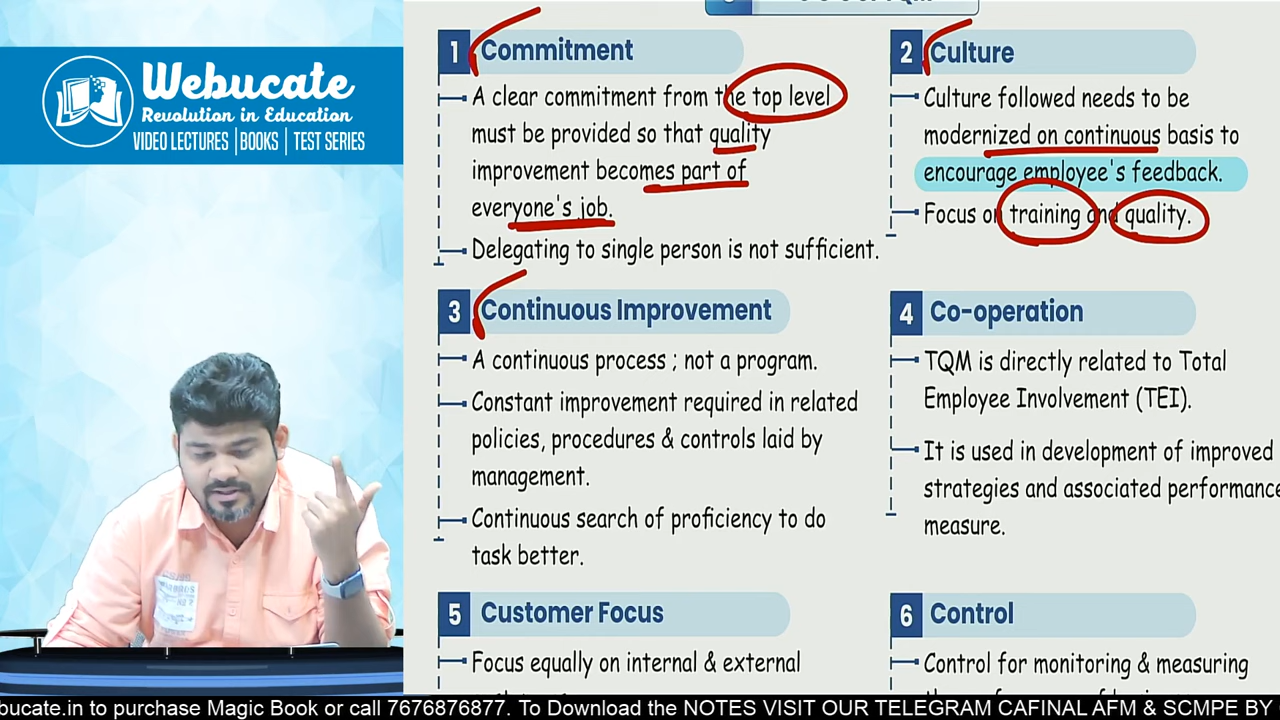 Webucate
Revolution in Education
VIDEO LECTURES | BOOKS | TEST SERIES
1 Commitment
A clear commitment from the top level
must be provided so that quality
improvement becomes part of
everyone's job.
Delegating to single person is not sufficient.
2 Culture
Culture followed needs to be
modernized on continuous basis to
encourage employee's feedback.
Focus on training and quality.
3 Continuous Improvement
A continuous process ; not a program.
Constant improvement required in related
policies, procedures & controls laid by
management.
Continuous search of proficiency to do
task better.
4 Co-operation
TQM is directly related to Total
Employee Involvement (TEI).
It is used in development of improved
strategies and associated performance
measure.
5 Customer Focus
Focus equally on internal & external
6 Control
Control for monitoring & measuring
bucate.in to purchase Magic Book or call 7676876877. To Download the NOTES VISIT OUR TELEGRAM CAFINAL AFM & SCMPE BY